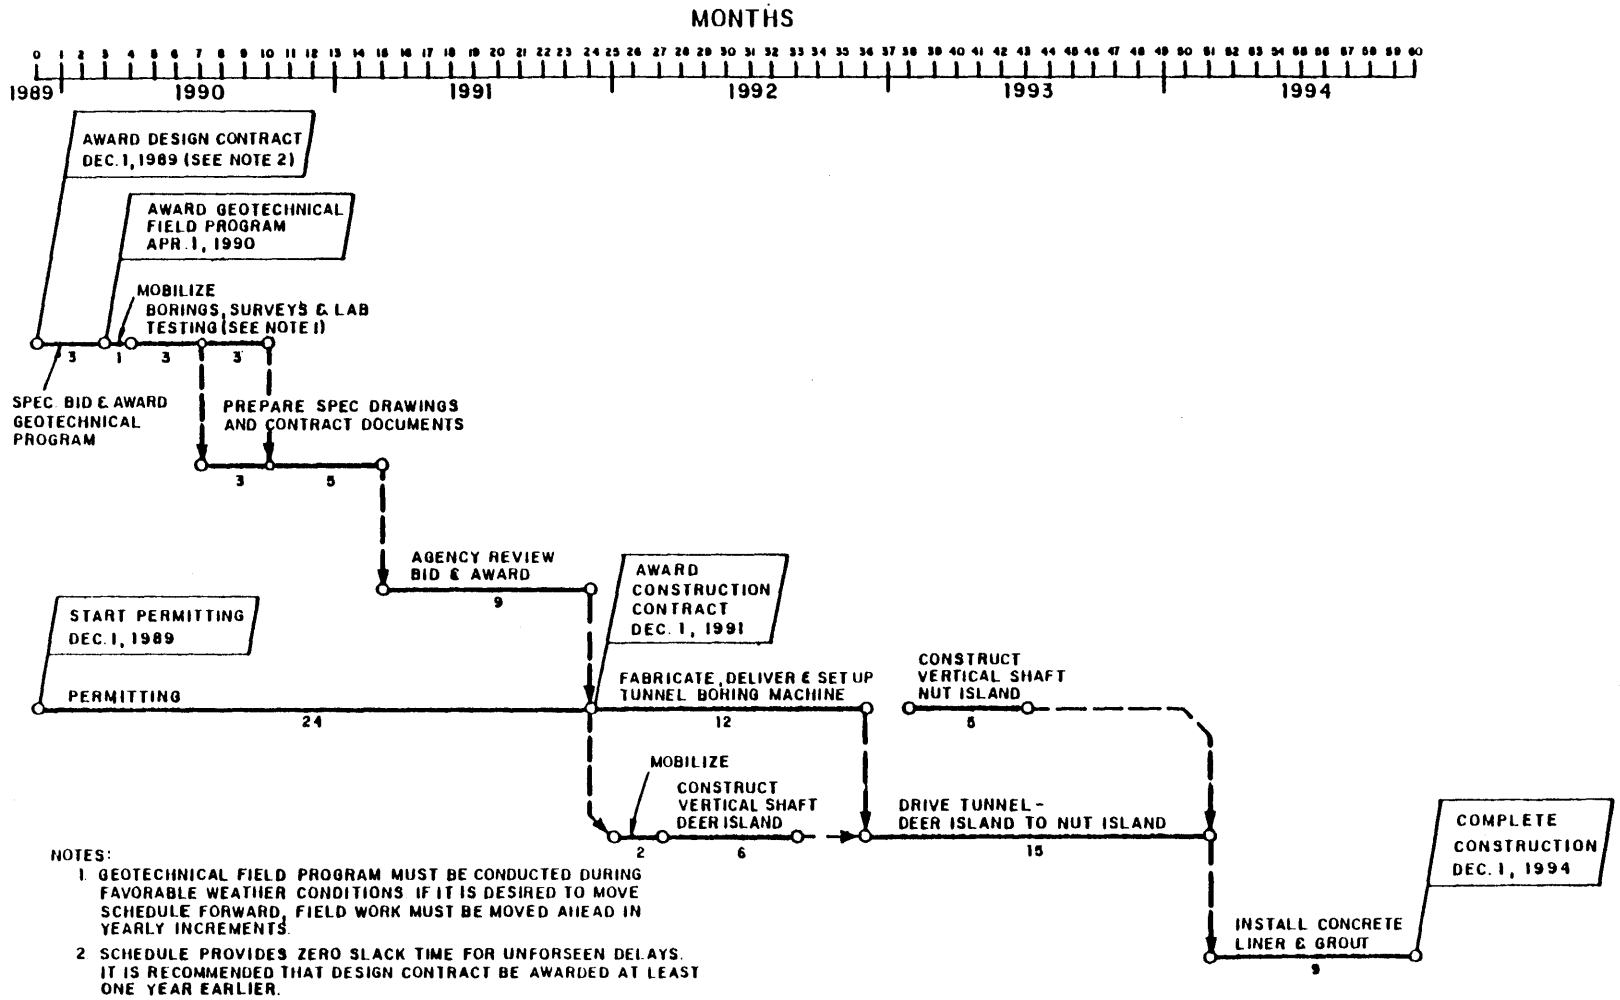 MONTHS
0 1 2 3 4 5 6 7 8 9 10 11 12 13 14 15 16 17 18 19 20 21 22 23 24 25 26 27 28 29 30 31 32 33 34 35 36 37 38 39 40 41 42 43 44 45 46 47 48 49 50 51 52 53 54 55 56 57 58 59 60
1989 1990 1991 1992 1993 1994
AWARD DESIGN CONTRACT
DEC. 1, 1989 (SEE NOTE 2)
AWARD GEOTECHNICAL
FIELD PROGRAM
APR. 1, 1990
MOBILIZE
BORINGS, SURVEYS & LAB
TESTING (SEE NOTE 1)
3 1 3 3
SPEC. BID & AWARD
GEOTECHNICAL
PROGRAM
PREPARE SPEC DRAWINGS
AND CONTRACT DOCUMENTS
3 5
AGENCY REVIEW
BID & AWARD
9
START PERMITTING
DEC. 1, 1989
PERMITTING
24
AWARD
CONSTRUCTION
CONTRACT
DEC. 1, 1991
FABRICATE, DELIVER & SET UP
TUNNEL BORING MACHINE
12
CONSTRUCT
VERTICAL SHAFT
NUT ISLAND
5
MOBILIZE
CONSTRUCT
VERTICAL SHAFT
DEER ISLAND
2 6
DRIVE TUNNEL-
DEER ISLAND TO NUT ISLAND
15
COMPLETE
CONSTRUCTION
DEC. 1, 1994
INSTALL CONCRETE
LINER & GROUT
9
NOTES:
1. GEOTECHNICAL FIELD PROGRAM MUST BE CONDUCTED DURING
FAVORABLE WEATHER CONDITIONS. IF IT IS DESIRED TO MOVE
SCHEDULE FORWARD, FIELD WORK MUST BE MOVED AHEAD IN
YEARLY INCREMENTS.
2. SCHEDULE PROVIDES ZERO SLACK TIME FOR UNFORSEEN DELAYS.
IT IS RECOMMENDED THAT DESIGN CONTRACT BE AWARDED AT LEAST
ONE YEAR EARLIER.